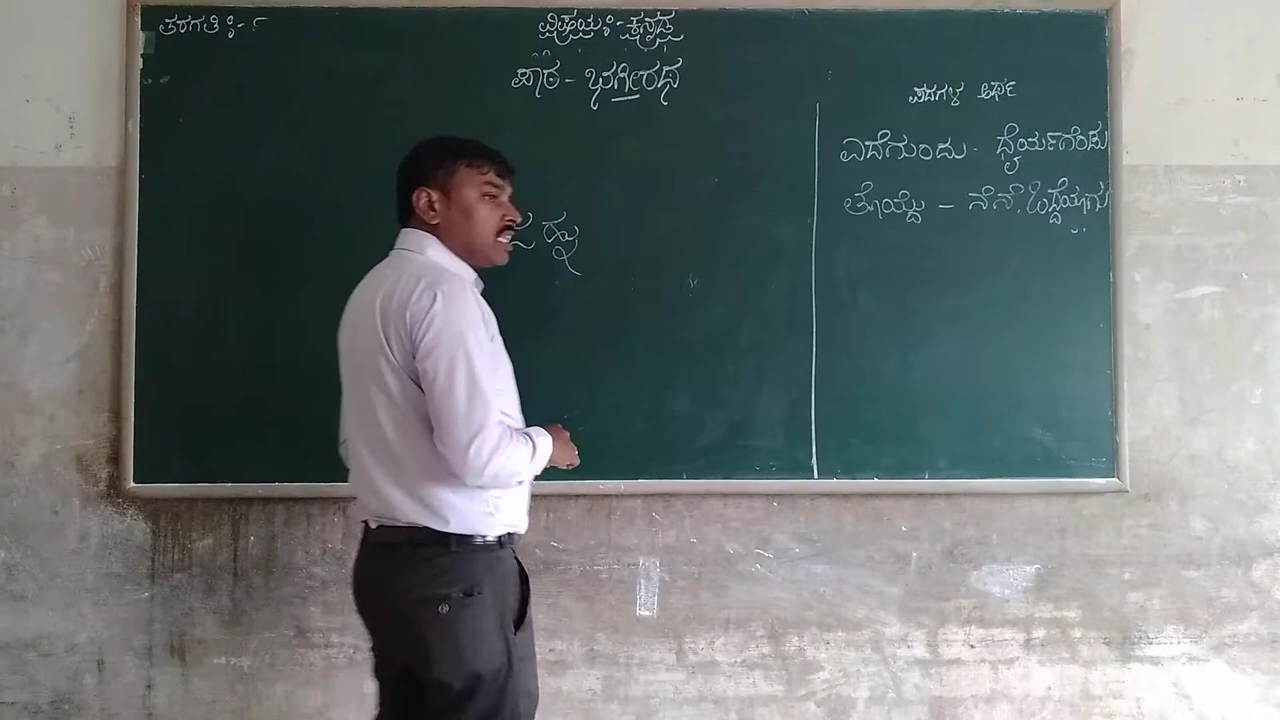 ತರಗತಿ :-
ವಿಷಯ :- ಕನ್ನಡ
ಪಾಠ - ಭಗೀರಥ
ಪದಗಳ ಅರ್ಥ
ಎದೆಗುಂದು - ಧೈರ್ಯಗೆಡು
ತೊಯ್ದು - ನೆನೆ, ಒದ್ದೆಯಾಗು